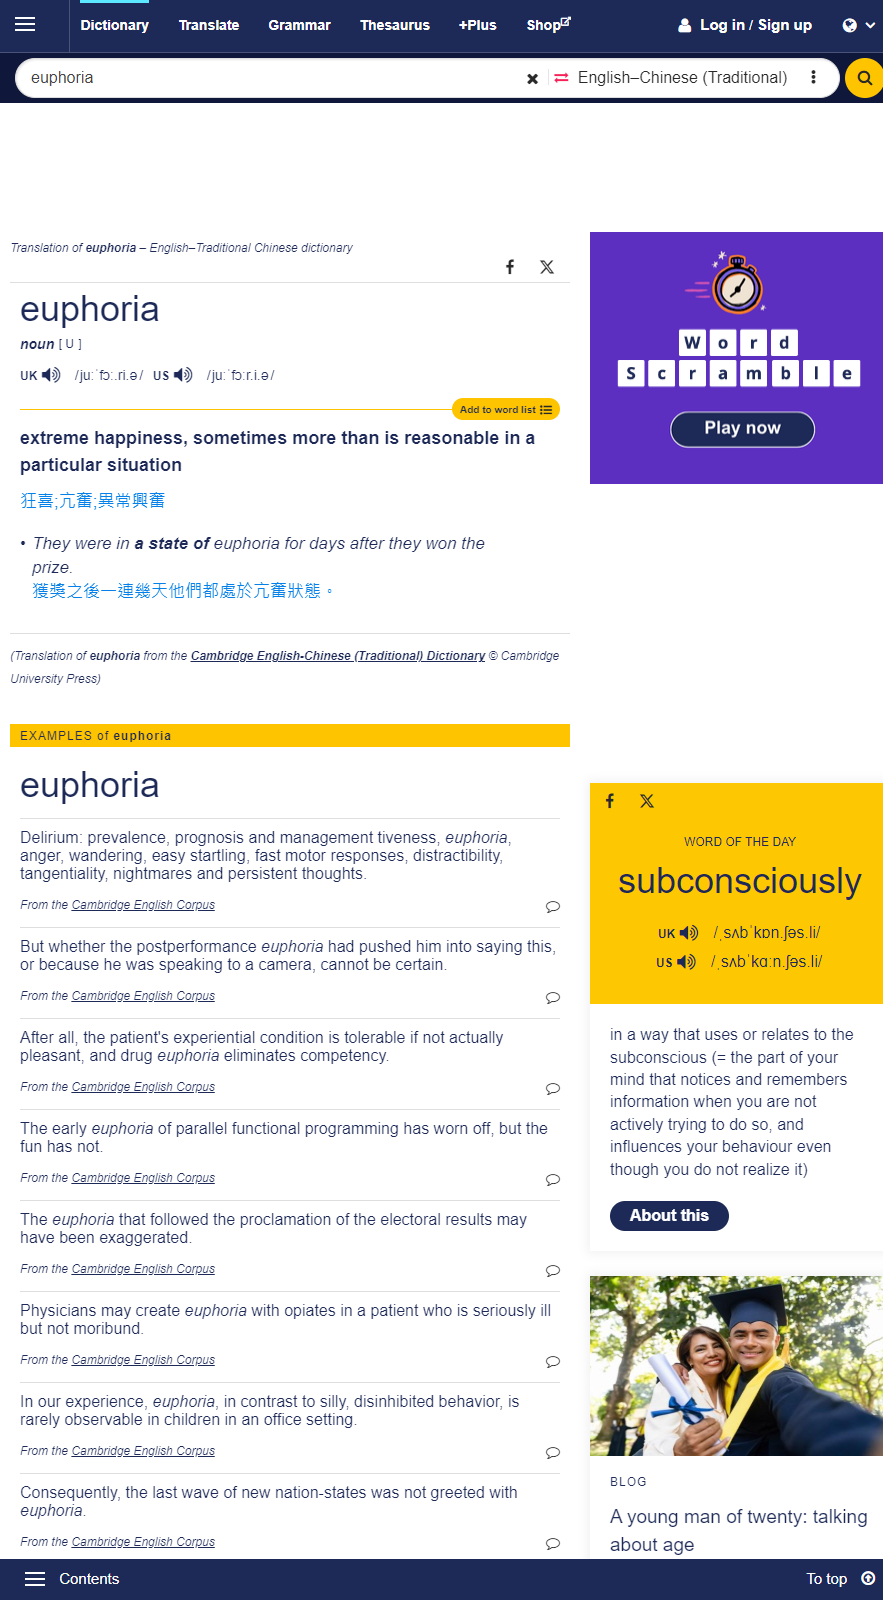 Dictionary Translate Grammar Thesaurus +Plus Shop Log in / Sign up
euphoria English–Chinese (Traditional)
Translation of euphoria – English–Traditional Chinese dictionary
euphoria
noun [ U ]
UK /juːˈfɔː.ri.ə/ US /juːˈfɔːr.i.ə/
Add to word list
extreme happiness, sometimes more than is reasonable in a
particular situation
狂喜;亢奮;異常興奮
• They were in a state of euphoria for days after they won the
prize.
獲獎之後一連幾天他們都處於亢奮狀態。
(Translation of euphoria from the Cambridge English-Chinese (Traditional) Dictionary © Cambridge
University Press)
EXAMPLES of euphoria
euphoria
Delirium: prevalence, prognosis and management tiveness, euphoria,
anger, wandering, easy startling, fast motor responses, distractibility,
tangentiality, nightmares and persistent thoughts.
From the Cambridge English Corpus
But whether the postperformance euphoria had pushed him into saying this,
or because he was speaking to a camera, cannot be certain.
From the Cambridge English Corpus
After all, the patient's experiential condition is tolerable if not actually
pleasant, and drug euphoria eliminates competency.
From the Cambridge English Corpus
The early euphoria of parallel functional programming has worn off, but the
fun has not.
From the Cambridge English Corpus
The euphoria that followed the proclamation of the electoral results may
have been exaggerated.
From the Cambridge English Corpus
Physicians may create euphoria with opiates in a patient who is seriously ill
but not moribund.
From the Cambridge English Corpus
In our experience, euphoria, in contrast to silly, disinhibited behavior, is
rarely observable in children in an office setting.
From the Cambridge English Corpus
Consequently, the last wave of new nation-states was not greeted with
euphoria.
From the Cambridge English Corpus
Word
Scramble
Play now
WORD OF THE DAY
subconsciously
UK /ˌsʌbˈkɒn.ʃəs.li/
US /ˌsʌbˈkɑːn.ʃəs.li/
in a way that uses or relates to the
subconscious (= the part of your
mind that notices and remembers
information when you are not
actively trying to do so, and
influences your behaviour even
though you do not realize it)
About this
BLOG
A young man of twenty: talking
about age
Contents To top